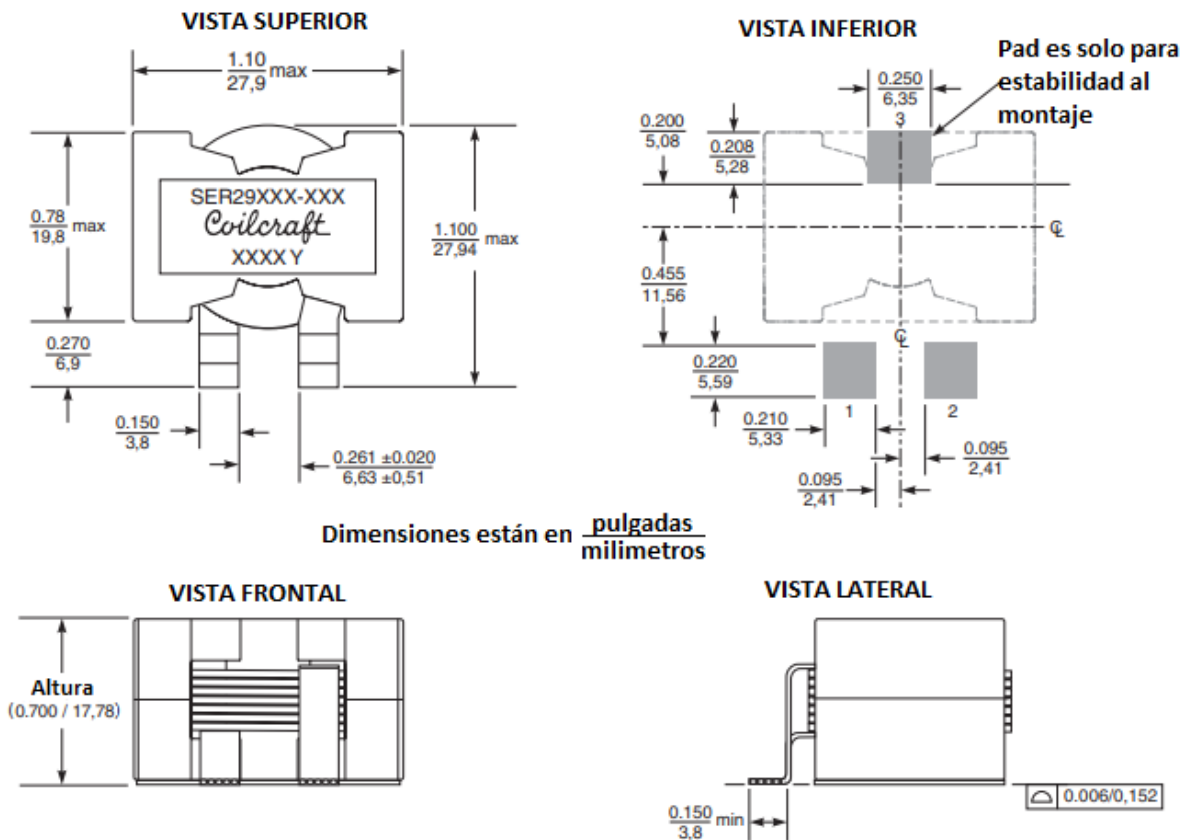 VISTA SUPERIOR
1.10
27,9
max
0.78
19,8
max
SER29XXX-XXX
Coilcraft
XXXX Y
1.100
27,94
max
0.270
6,9
0.150
3,8
0.261 ±0.020
6,63 ±0,51
VISTA INFERIOR
Pad es solo para
estabilidad al
montaje
0.250
6,35
3
0.200
5,08
0.208
5,28
℄
0.455
11,56
℄
0.220
5,59
1
2
0.210
5,33
0.095
2,41
0.095
2,41
Dimensiones están en
pulgadas
milimetros
VISTA FRONTAL
Altura
(0.700 / 17,78)
VISTA LATERAL
0.150
3,8
min
0.006/0,152